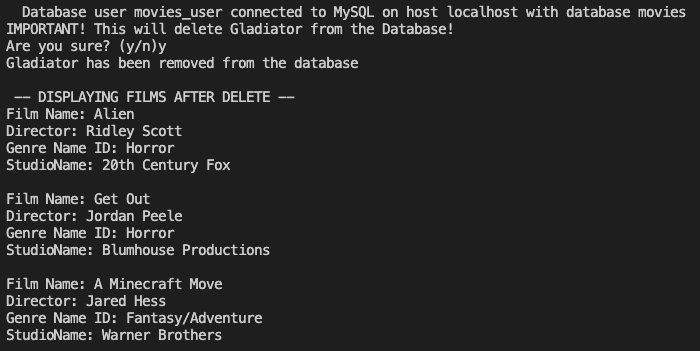 Database user movies_user connected to MySQL on host localhost with database movies
IMPORTANT! This will delete Gladiator from the Database!
Are you sure? (y/n)y
Gladiator has been removed from the database
-- DISPLAYING FILMS AFTER DELETE --
Film Name: Alien
Director: Ridley Scott
Genre Name ID: Horror
StudioName: 20th Century Fox
Film Name: Get Out
Director: Jordan Peele
Genre Name ID: Horror
StudioName: Blumhouse Productions
Film Name: A Minecraft Move
Director: Jared Hess
Genre Name ID: Fantasy/Adventure
StudioName: Warner Brothers